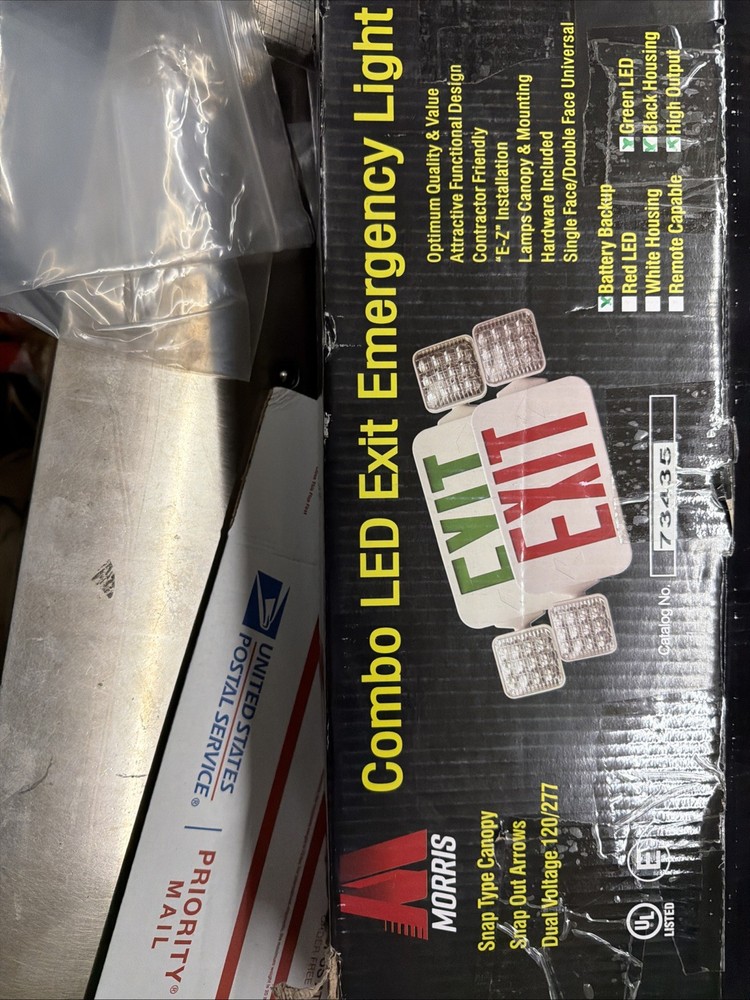 Combo LED Exit Emergency Light
Optimum Quality & Value
Attractive Functional Design
Contractor Friendly
"E-Z" Installation
Lamps Canopy & Mounting
Hardware Included
Single Face/Double Face Universal
Battery Backup
Red LED
White Housing
Remote Capable
Green LED
Black Housing
High Output
EXIT
EXIT
Catalog No.
73435
MORRIS
Snap Type Canopy
Snap Out Arrows
Dual Voltage 120/277
UL
LISTED
E
UNITED STATES
POSTAL SERVICE®
PRIORITY
MAIL®